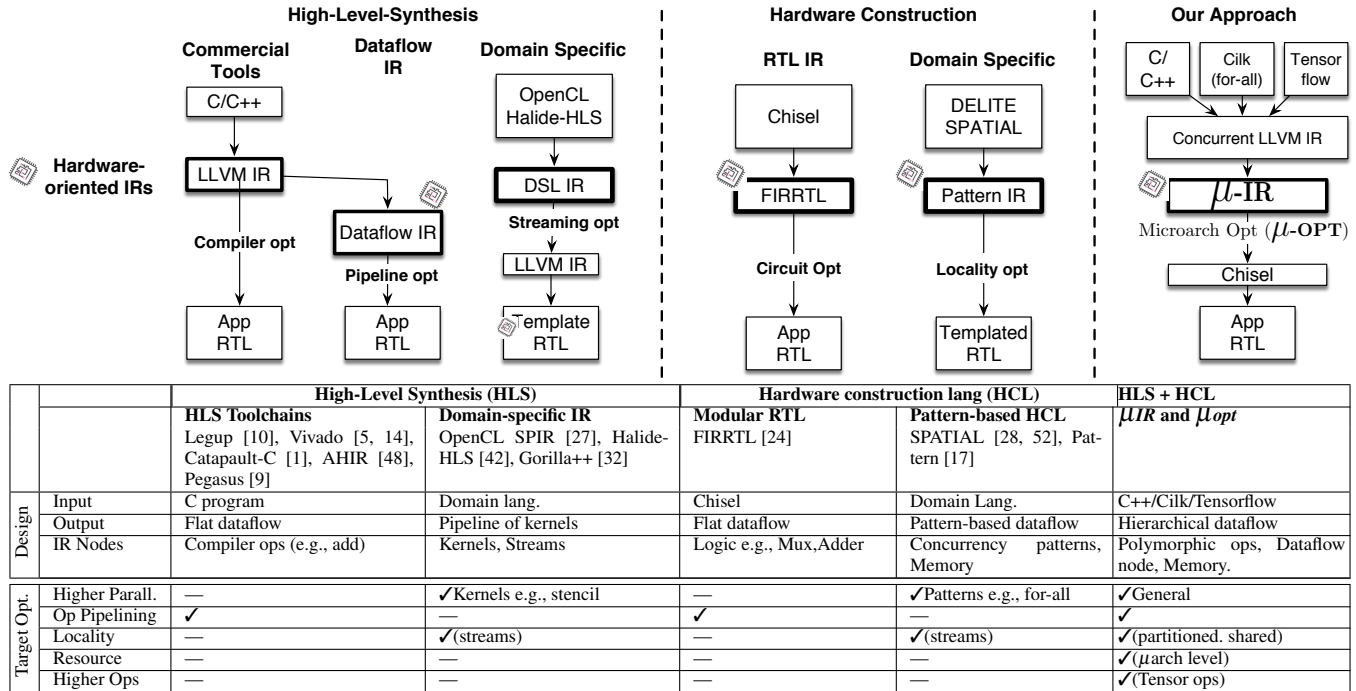 High-Level-Synthesis
Hardware Construction
Our Approach
Commercial
Tools
Dataflow
IR
Domain Specific
RTL IR
Domain Specific
C/C++
OpenCL
Halide-HLS
Chisel
DELITE
SPATIAL
C/
C++
Cilk
(for-all)
Tensor
flow
Concurrent LLVM IR
Hardware-
oriented IRs
LLVM IR
DSL IR
FIRRTL
Pattern IR
μ-IR
Streaming opt
Microarch Opt (μ-OPT)
Compiler opt
Dataflow IR
LLVM IR
Pipeline opt
Circuit Opt
Locality opt
Chisel
App
RTL
App
RTL
Template
RTL
App
RTL
Templated
RTL
App
RTL
High-Level Synthesis (HLS)
Hardware construction lang (HCL)
HLS + HCL
HLS Toolchains
Legup [10], Vivado [5, 14],
Catapault-C [1], AHIR [48],
Pegasus [9]
Domain-specific IR
OpenCL SPIR [27], Halide-
HLS [42], Gorilla++ [32]
Modular RTL
FIRRTL [24]
Pattern-based HCL
SPATIAL [28, 52], Pat-
tern [17]
μIR and μopt
Design
Input
C program
Domain lang.
Chisel
Domain Lang.
C++/Cilk/Tensorflow
Output
Flat dataflow
Pipeline of kernels
Flat dataflow
Pattern-based dataflow
Hierarchical dataflow
IR Nodes
Compiler ops (e.g., add)
Kernels, Streams
Logic e.g., Mux,Adder
Concurrency patterns,
Memory
Polymorphic ops, Dataflow
node, Memory.
Target Opt.
Higher Parall.
—
✓Kernels e.g., stencil
—
✓Patterns e.g., for-all
✓General
Op Pipelining
✓
—
✓
—
✓
Locality
—
✓(streams)
—
✓(streams)
✓(partitioned. shared)
Resource
—
—
—
—
✓(μarch level)
Higher Ops
—
—
—
—
✓(Tensor ops)